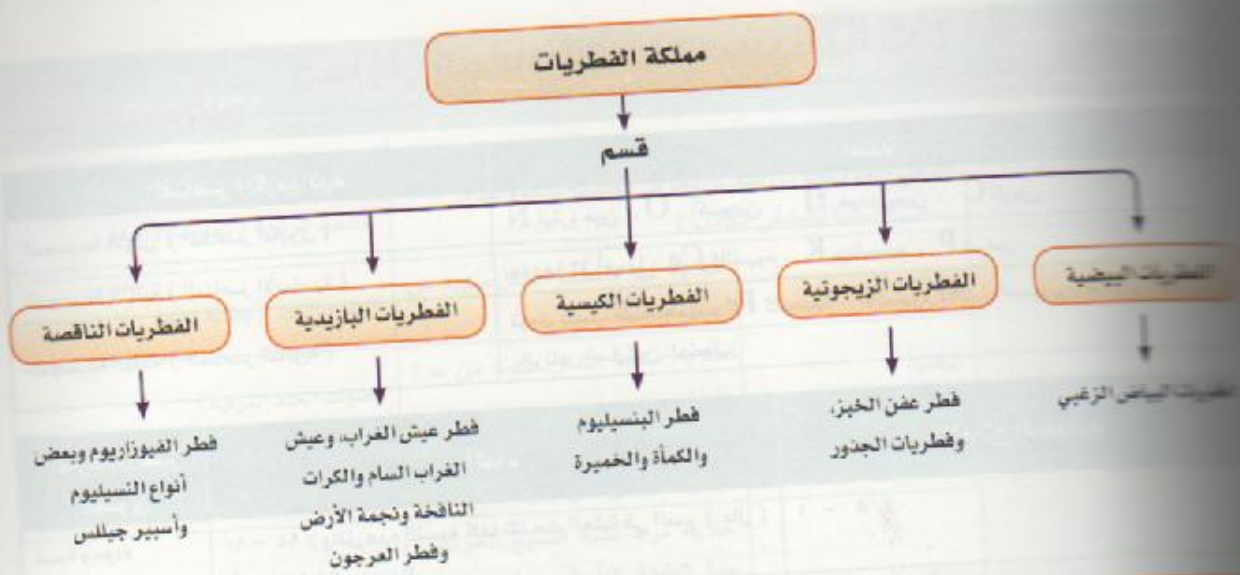 مملكة الفطريات
قسم
الفطريات البيضية
الفطريات الزيجوتية
الفطريات الكيسية
الفطريات البازيدية
الفطريات الناقصة
فطريات البياض الزغبي
فطر عفن الخبز،
وفطريات الجذور
فطر البنسيليوم
والكمأة والخميرة
فطر عيش الغراب، وعيش
الغراب السام والكرات
النافخة ونجمة الأرض
وفطر العرجون
فطر الفيوزاريوم وبعض
أنواع النسيليوم
وأسبير جيللس